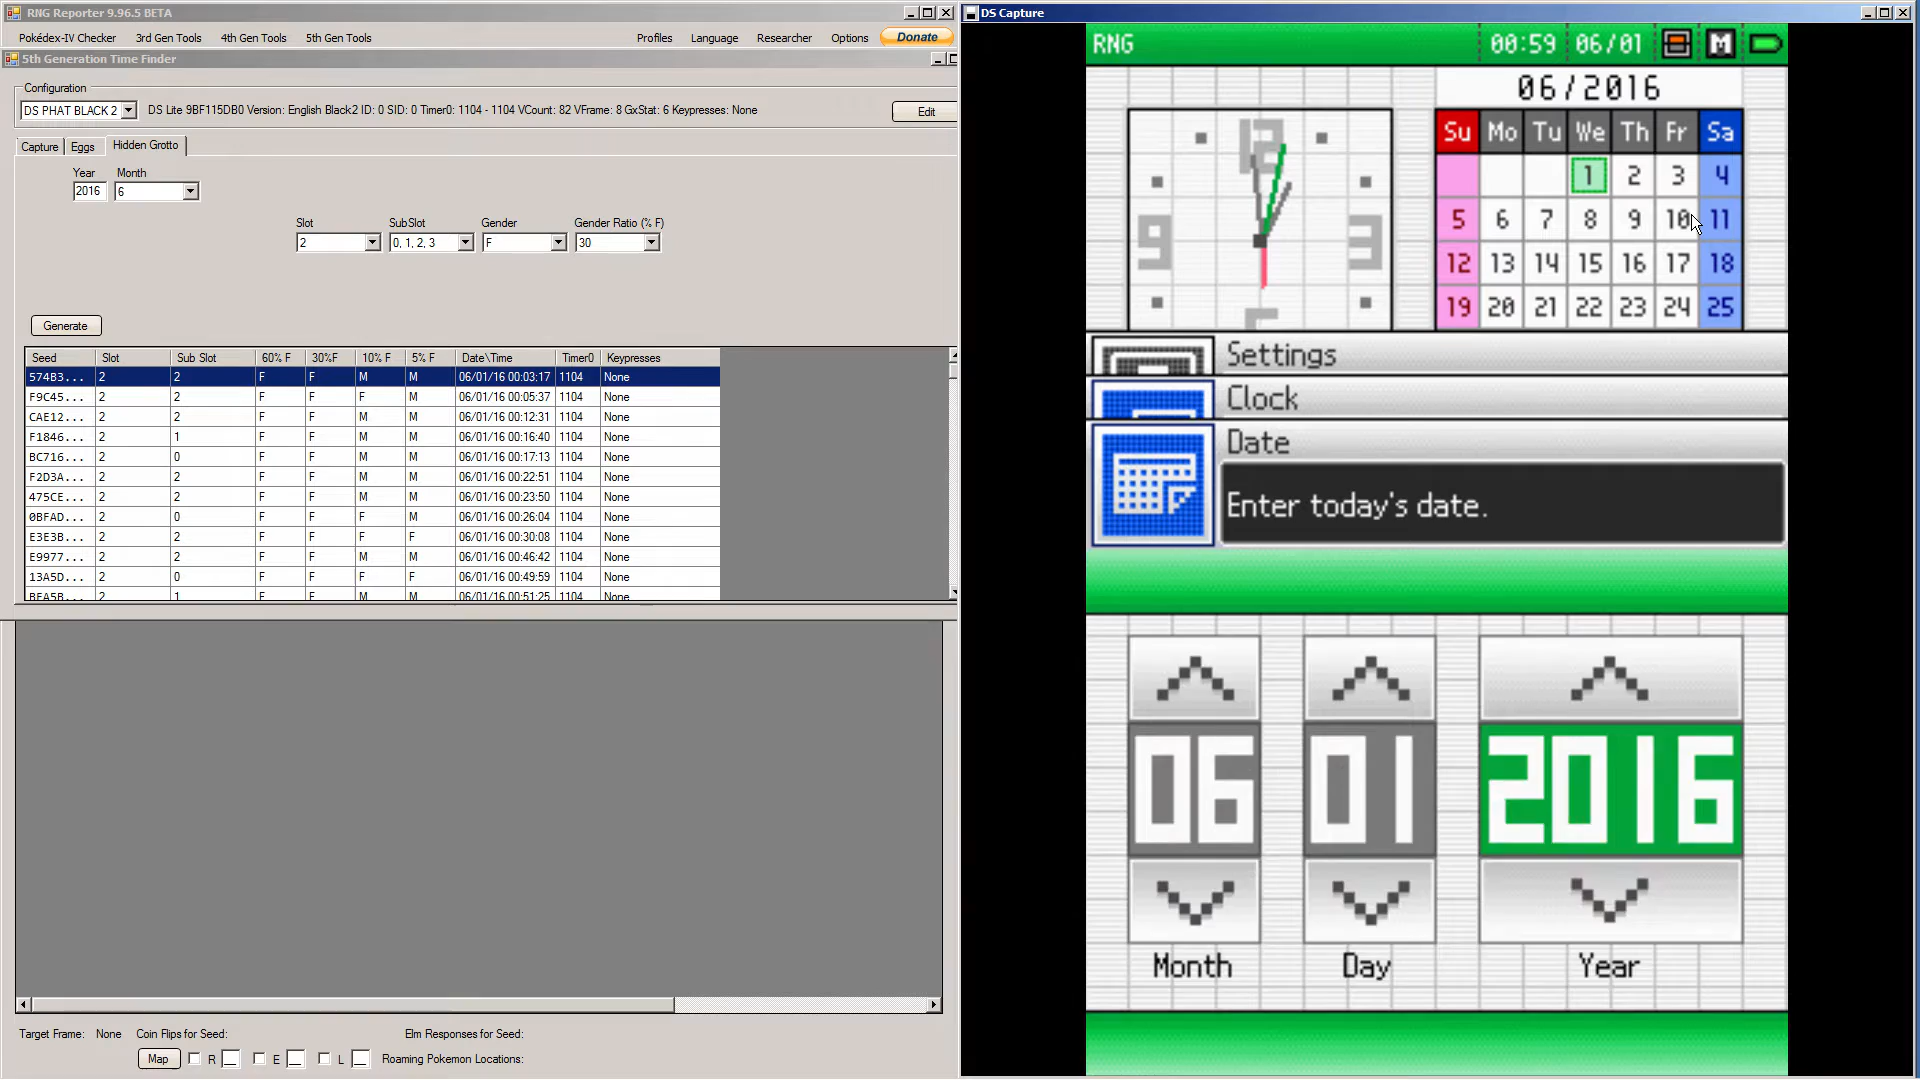 RNG Reporter 9.96.5 BETA
Pokédex-IV Checker 3rd Gen Tools 4th Gen Tools 5th Gen Tools Profiles Language Researcher Options Donate
5th Generation Time Finder
Configuration
DS PHAT BLACK 2 DS Lite 9BF115DB0 Version: English Black2 ID: 0 SID: 0 Timer0: 1104 - 1104 VCount: 82 VFrame: 8 GxStat: 6 Keypresses: None Edit
Capture Eggs Hidden Grotto
Year Month
2016 6
Slot SubSlot Gender Gender Ratio (% F)
2 0, 1, 2, 3 F 30
Generate
Seed Slot Sub Slot 60% F 30%F 10% F 5% F Date\Time Timer0 Keypresses
574B3... 2 2 F F M M 06/01/16 00:03:17 1104 None
F9C45... 2 2 F F F M 06/01/16 00:05:37 1104 None
CAE12... 2 2 F F M M 06/01/16 00:12:31 1104 None
F1846... 2 1 F F M M 06/01/16 00:16:40 1104 None
BC716... 2 0 F F M M 06/01/16 00:17:13 1104 None
F2D3A... 2 2 F F M M 06/01/16 00:22:51 1104 None
475CE... 2 2 F F M M 06/01/16 00:23:50 1104 None
0BFAD... 2 0 F F F M 06/01/16 00:26:04 1104 None
E3E3B... 2 2 F F F F 06/01/16 00:30:08 1104 None
E9977... 2 2 F F M M 06/01/16 00:46:42 1104 None
13A5D... 2 0 F F F F 06/01/16 00:49:59 1104 None
BEA5B... 2 1 F F M M 06/01/16 00:51:25 1104 None
Target Frame: None Coin Flips for Seed: Elm Responses for Seed:
Map R E L Roaming Pokemon Locations:
DS Capture
RNG 00:59 06/01 M
06/2016
Su Mo Tu We Th Fr Sa
1 2 3 4
5 6 7 8 9 10 11
12 13 14 15 16 17 18
19 20 21 22 23 24 25
12
9 3
Settings
Clock
Date
Enter today's date.
06 01 2016
Month Day Year